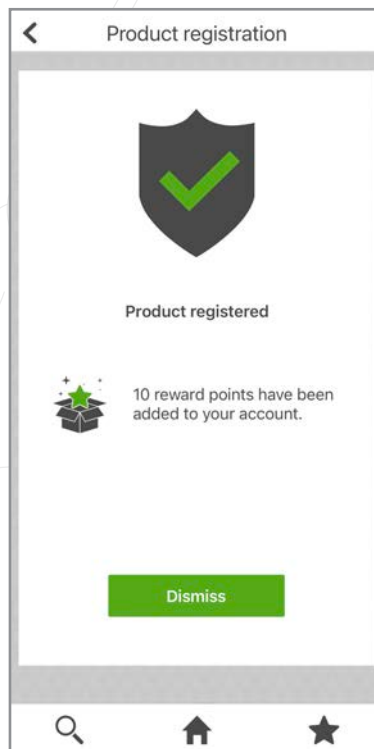 Product registration
Product registered
10 reward points have been
added to your account.
Dismiss